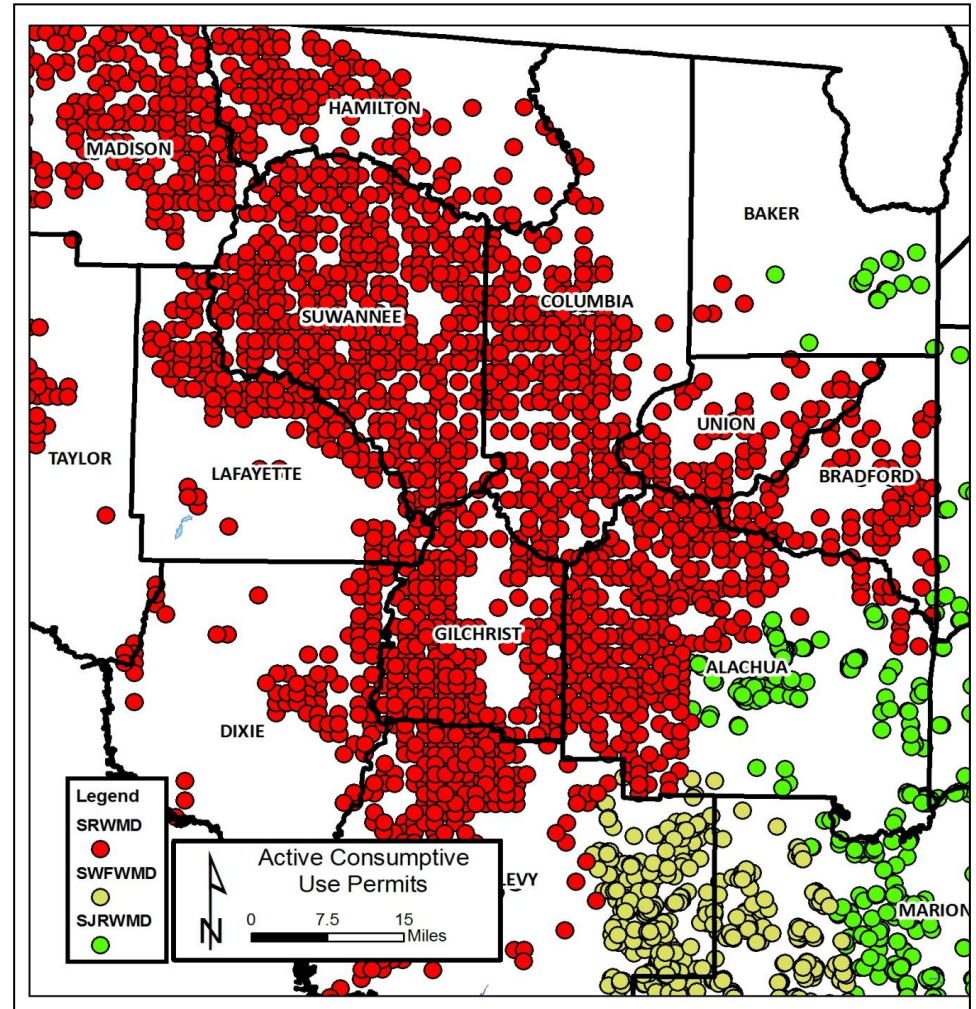 HAMILTON
MADISON
BAKER
SUWANNEE
COLUMBIA
UNION
TAYLOR
LAFAYETTE
BRADFORD
GILCHRIST
ALACHUA
DIXIE
LEVY
MARION
Legend
SRWMD
SWFWMD
SJRWMD
Active Consumptive
Use Permits
N
0 7.5 15
Miles